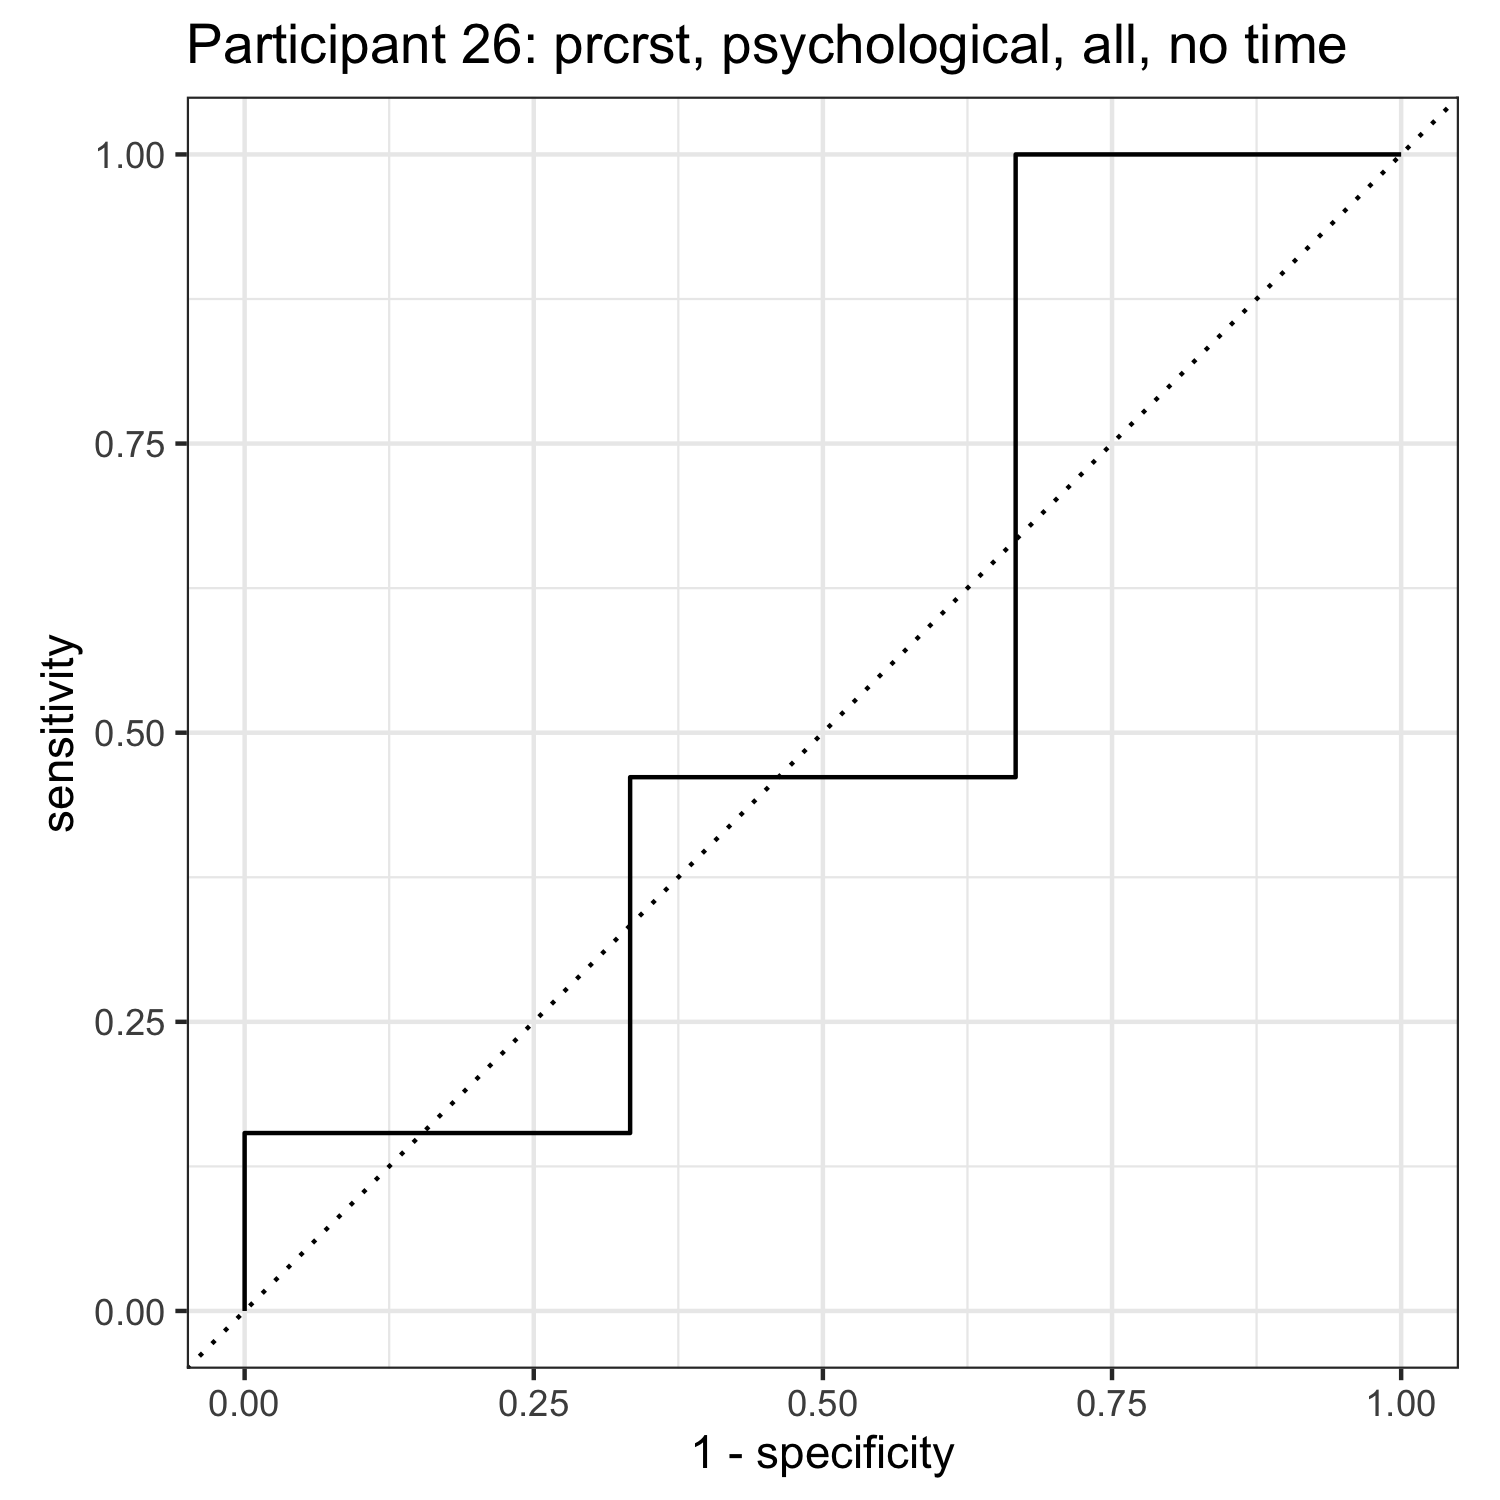 Participant 26: prcrst, psychological, all, no time
1.00
0.75
0.50
0.25
0.00
sensitivity
0.00 0.25 0.50 0.75 1.00
1 - specificity